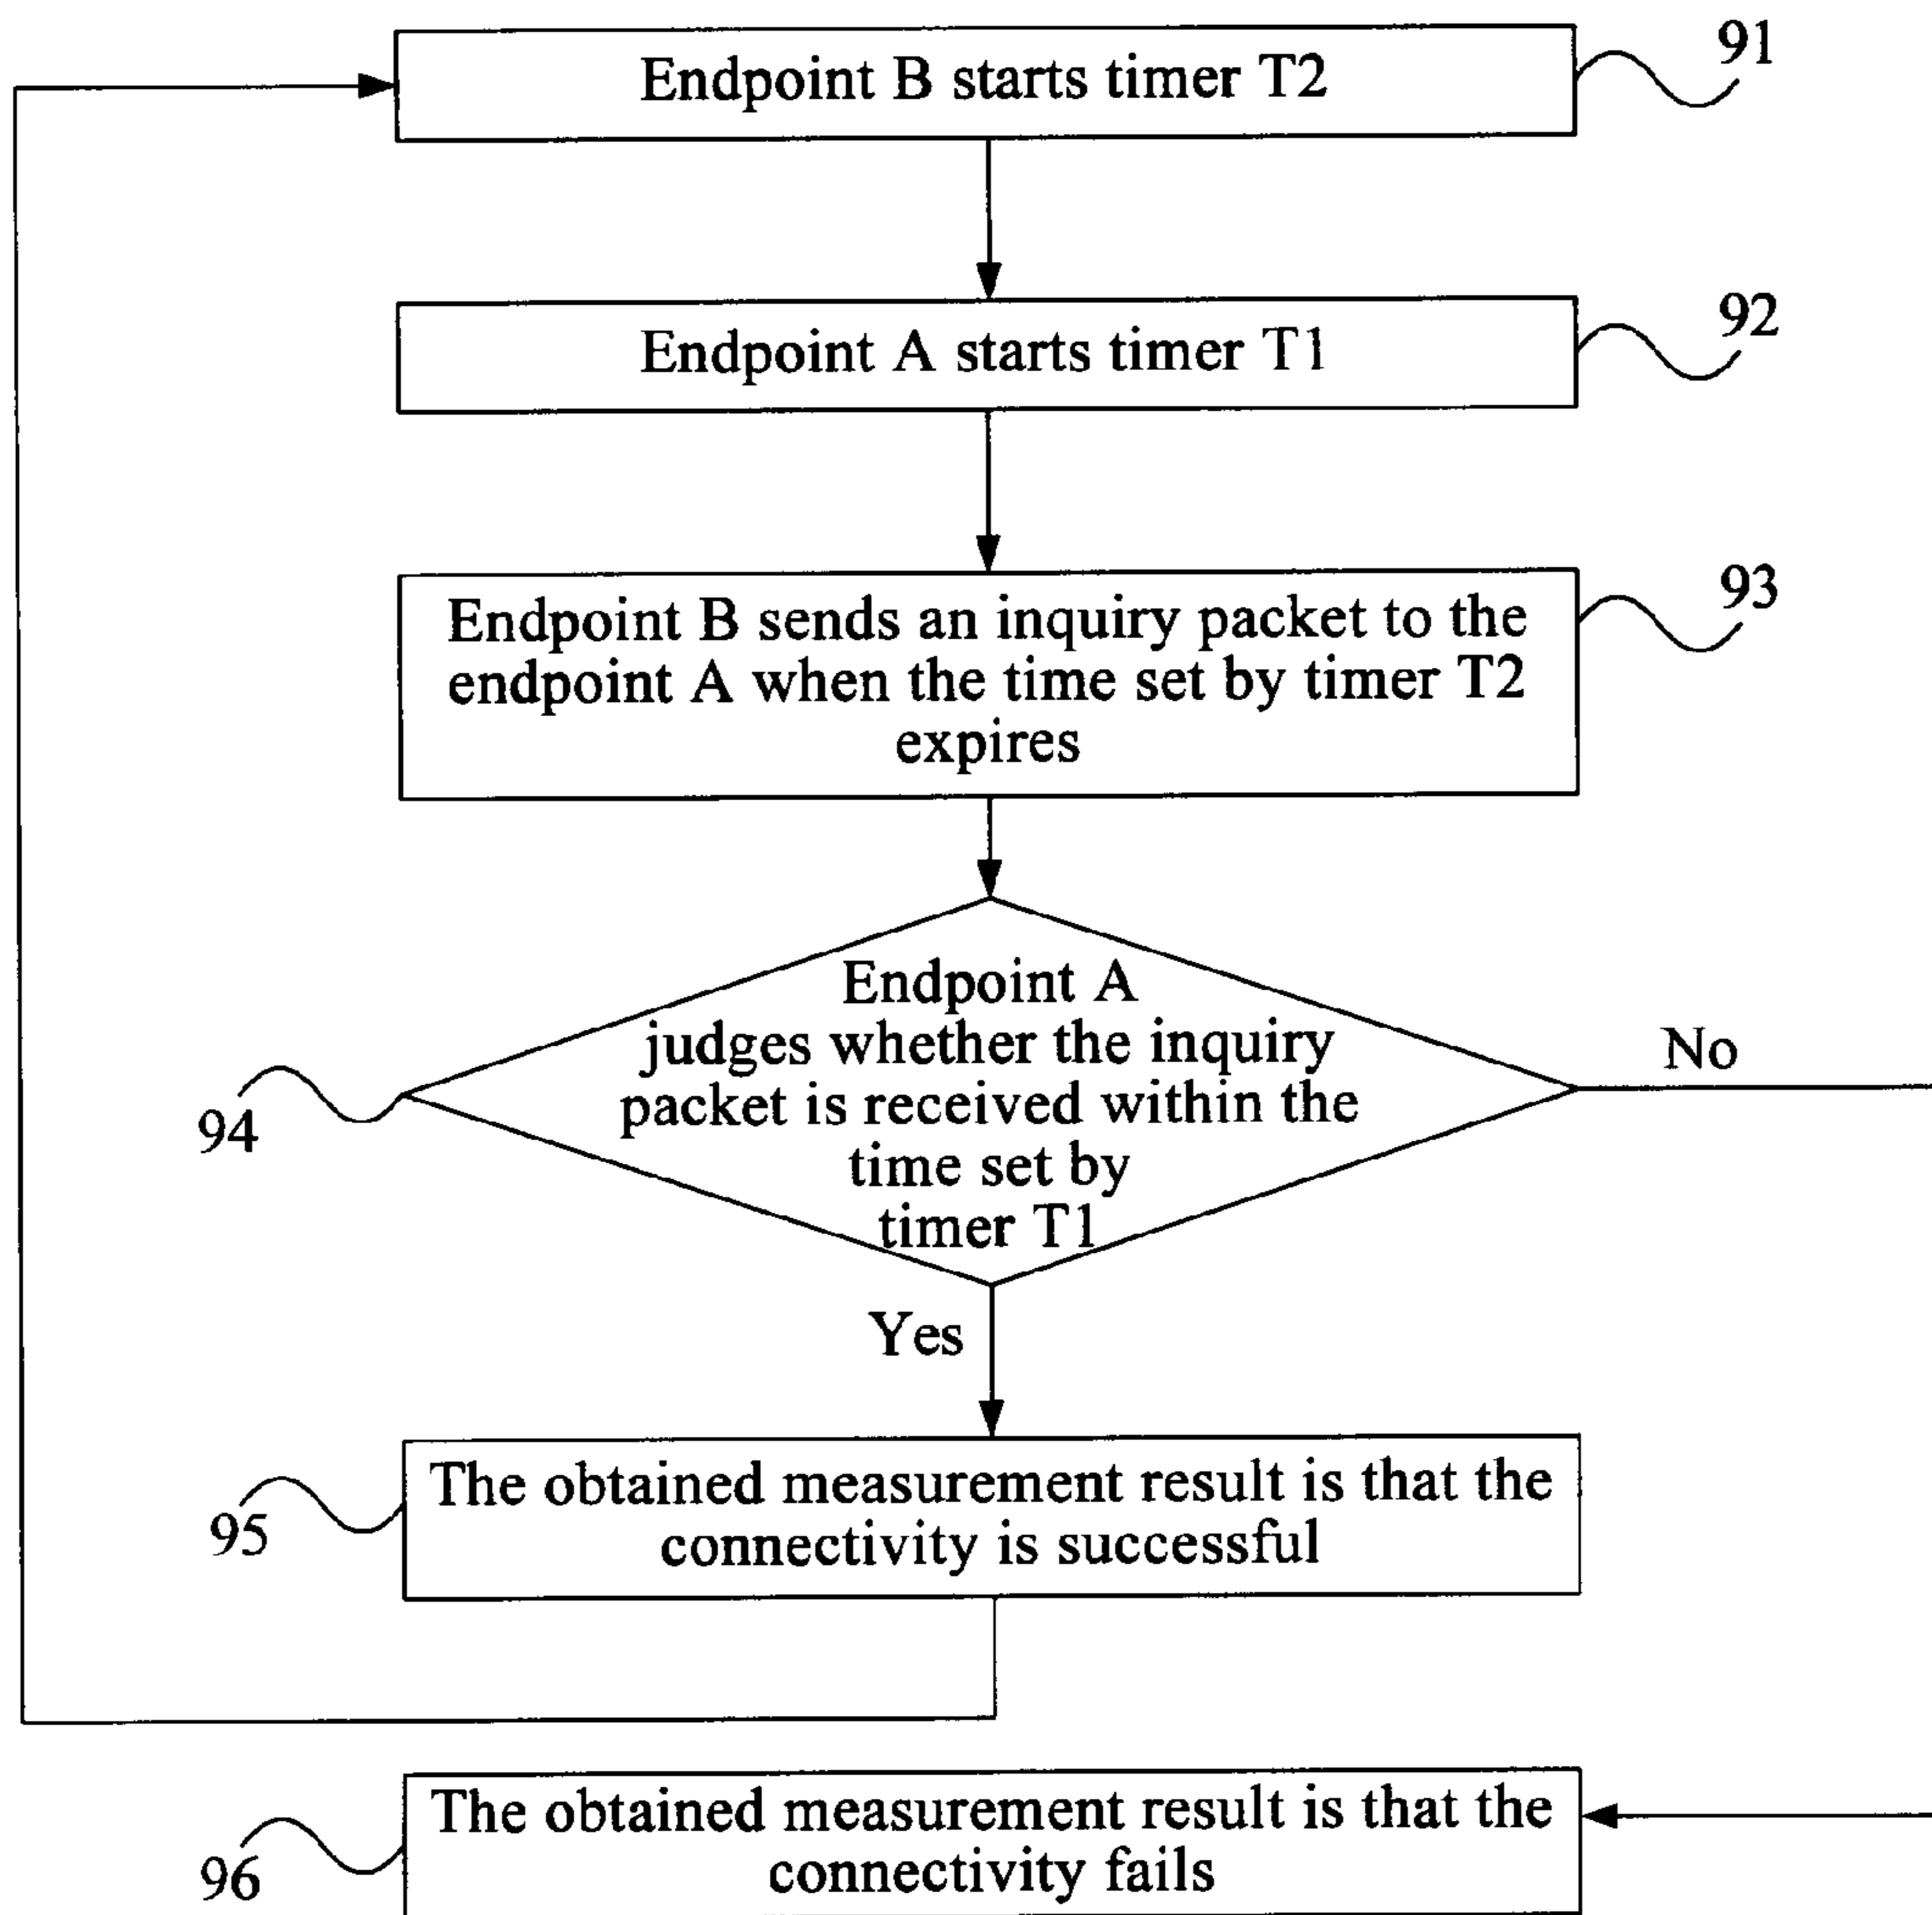 Endpoint B starts timer T2
91
Endpoint A starts timer T1
92
Endpoint B sends an inquiry packet to the
endpoint A when the time set by timer T2
expires
93
Endpoint A
judges whether the inquiry
packet is received within the
time set by
timer T1
94
No
Yes
The obtained measurement result is that the
connectivity is successful
95
The obtained measurement result is that the
connectivity fails
96